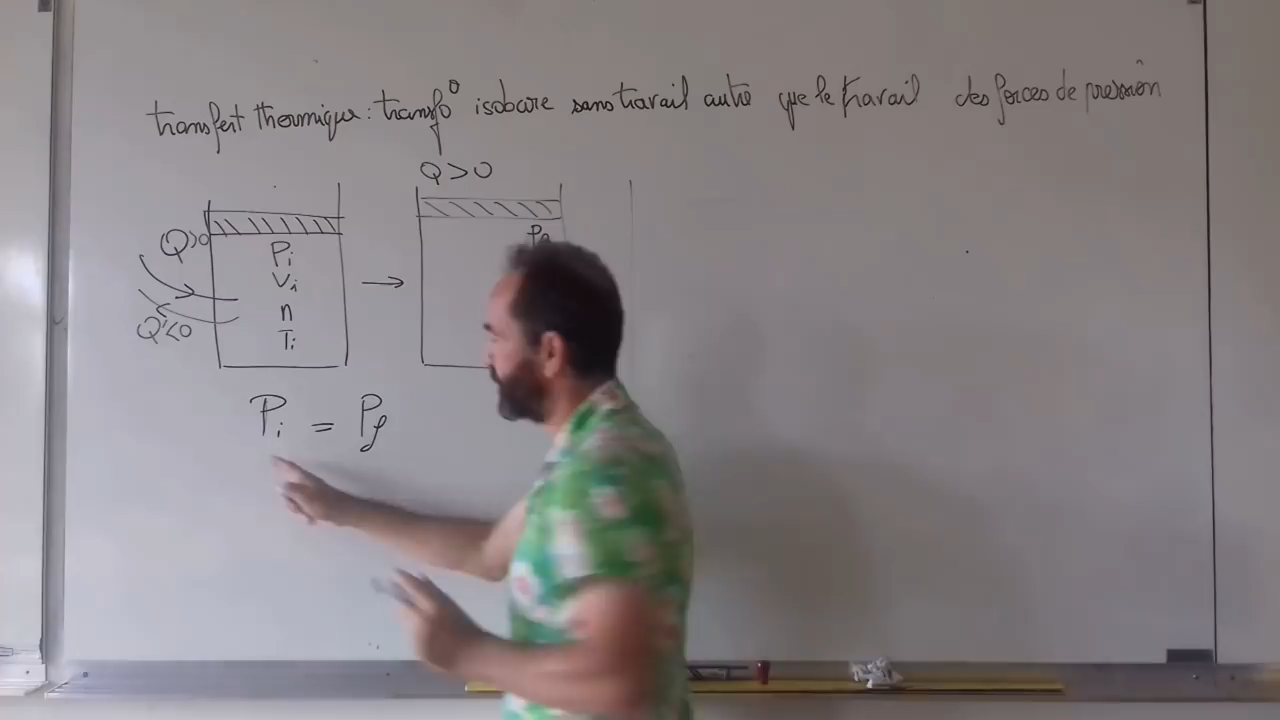 transfert thermique : transfo° isobare sans travail autre que le travail des forces de pression
Q > 0
Q>0
Pi
Vi
n
Ti
Q<0
Pi = Pf